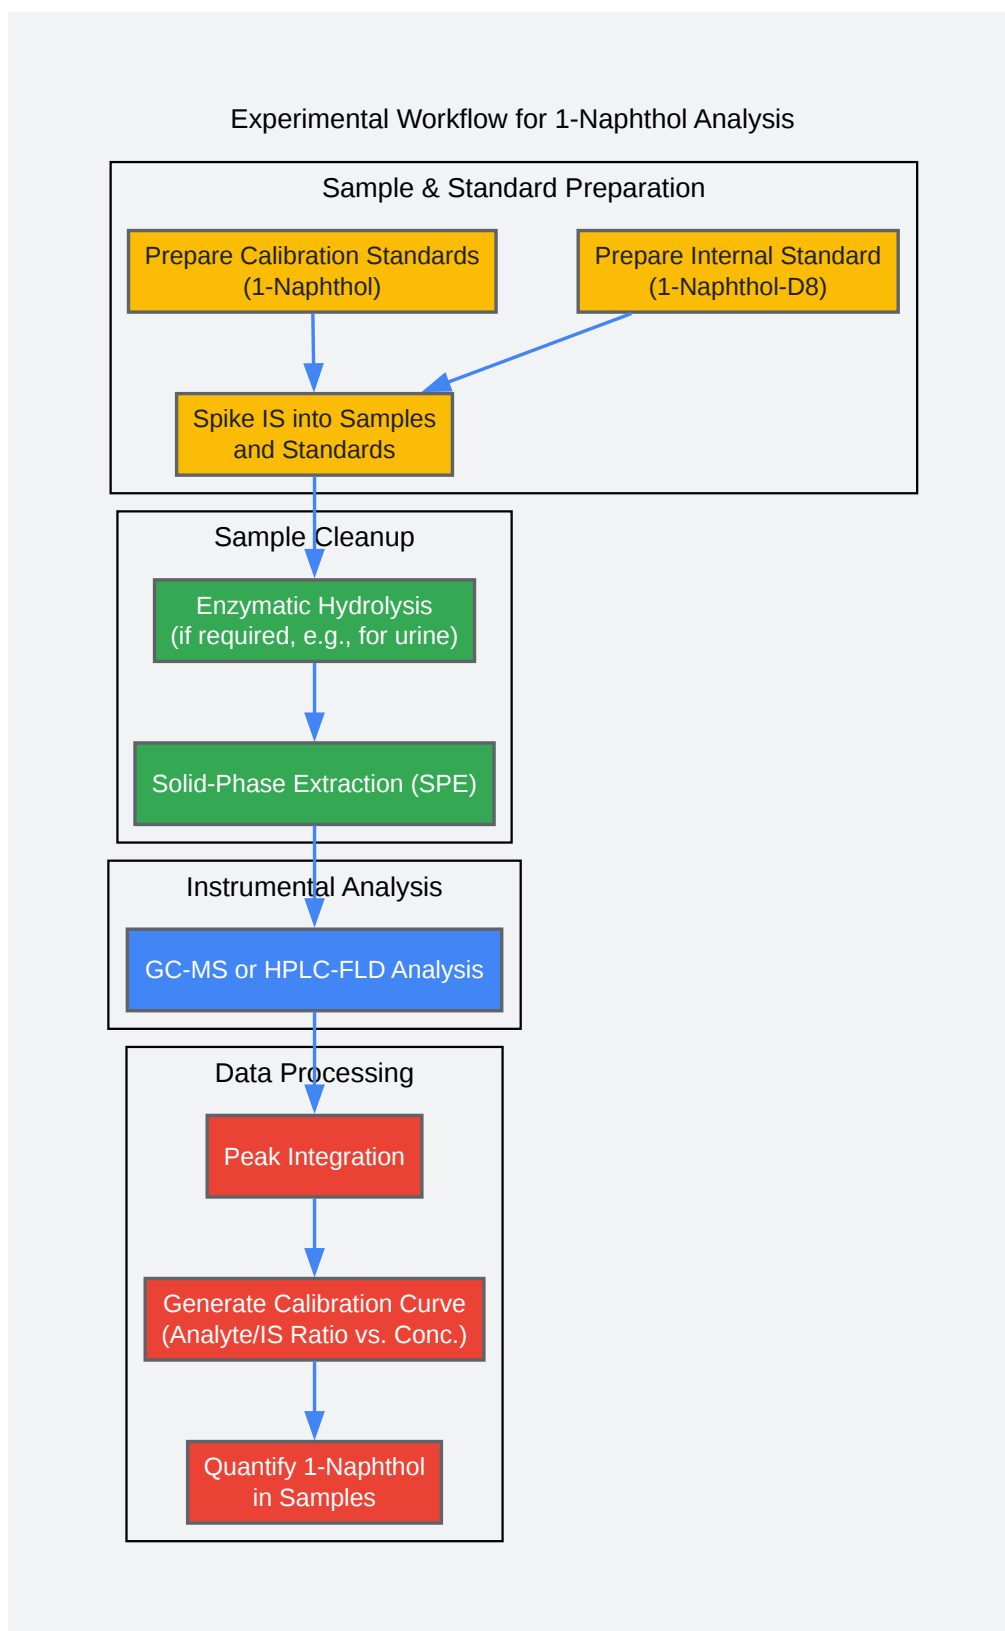 Experimental Workflow for 1-Naphthol Analysis
Sample & Standard Preparation
Prepare Calibration Standards
(1-Naphthol)
Prepare Internal Standard
(1-Naphthol-D8)
Spike IS into Samples
and Standards
Sample Cleanup
Enzymatic Hydrolysis
(if required, e.g., for urine)
Solid-Phase Extraction (SPE)
Instrumental Analysis
GC-MS or HPLC-FLD Analysis
Data Processing
Peak Integration
Generate Calibration Curve
(Analyte/IS Ratio vs. Conc.)
Quantify 1-Naphthol
in Samples